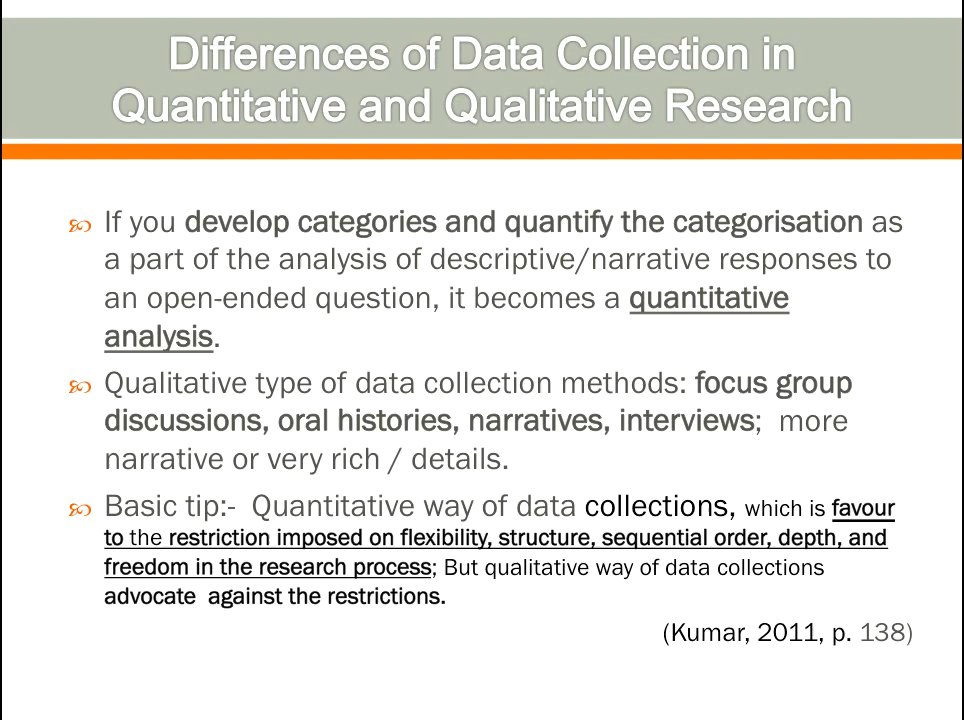 Differences of Data Collection in
Quantitative and Qualitative Research
If you develop categories and quantify the categorisation as
a part of the analysis of descriptive/narrative responses to
an open-ended question, it becomes a quantitative
analysis.
Qualitative type of data collection methods: focus group
discussions, oral histories, narratives, interviews; more
narrative or very rich / details.
Basic tip:- Quantitative way of data collections, which is favour
to the restriction imposed on flexibility, structure, sequential order, depth, and
freedom in the research process; But qualitative way of data collections
advocate against the restrictions.
(Kumar, 2011, p. 138)